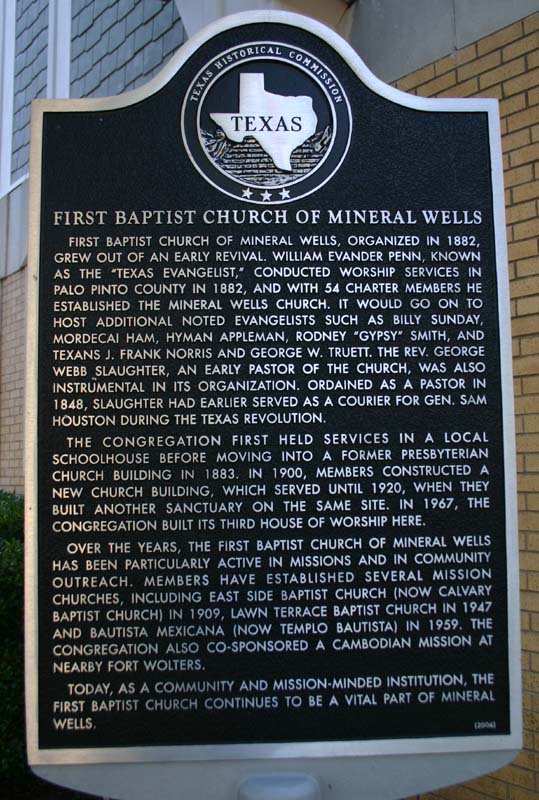 TEXAS HISTORICAL COMMISSION
TEXAS
FIRST BAPTIST CHURCH OF MINERAL WELLS
FIRST BAPTIST CHURCH OF MINERAL WELLS, ORGANIZED IN 1882,
GREW OUT OF AN EARLY REVIVAL. WILLIAM EVANDER PENN, KNOWN
AS THE "TEXAS EVANGELIST," CONDUCTED WORSHIP SERVICES IN
PALO PINTO COUNTY IN 1882, AND WITH 54 CHARTER MEMBERS HE
ESTABLISHED THE MINERAL WELLS CHURCH. IT WOULD GO ON TO
HOST ADDITIONAL NOTED EVANGELISTS SUCH AS BILLY SUNDAY,
MORDECAI HAM, HYMAN APPLEMAN, RODNEY "GYPSY" SMITH, AND
TEXANS J. FRANK NORRIS AND GEORGE W. TRUETT. THE REV. GEORGE
WEBB SLAUGHTER, AN EARLY PASTOR OF THE CHURCH, WAS ALSO
INSTRUMENTAL IN ITS ORGANIZATION. ORDAINED AS A PASTOR IN
1848, SLAUGHTER HAD EARLIER SERVED AS A COURIER FOR GEN. SAM
HOUSTON DURING THE TEXAS REVOLUTION.
THE CONGREGATION FIRST HELD SERVICES IN A LOCAL
SCHOOLHOUSE BEFORE MOVING INTO A FORMER PRESBYTERIAN
CHURCH BUILDING IN 1883. IN 1900, MEMBERS CONSTRUCTED A
NEW CHURCH BUILDING, WHICH SERVED UNTIL 1920, WHEN THEY
BUILT ANOTHER SANCTUARY ON THE SAME SITE. IN 1967, THE
CONGREGATION BUILT ITS THIRD HOUSE OF WORSHIP HERE.
OVER THE YEARS, THE FIRST BAPTIST CHURCH OF MINERAL WELLS
HAS BEEN PARTICULARLY ACTIVE IN MISSIONS AND IN COMMUNITY
OUTREACH. MEMBERS HAVE ESTABLISHED SEVERAL MISSION
CHURCHES, INCLUDING EAST SIDE BAPTIST CHURCH (NOW CALVARY
BAPTIST CHURCH) IN 1909, LAWN TERRACE BAPTIST CHURCH IN 1947
AND BAUTISTA MEXICANA (NOW TEMPLO BAUTISTA) IN 1959. THE
CONGREGATION ALSO CO-SPONSORED A CAMBODIAN MISSION AT
NEARBY FORT WOLTERS.
TODAY, AS A COMMUNITY AND MISSION-MINDED INSTITUTION, THE
FIRST BAPTIST CHURCH CONTINUES TO BE A VITAL PART OF MINERAL
WELLS.
(2006)